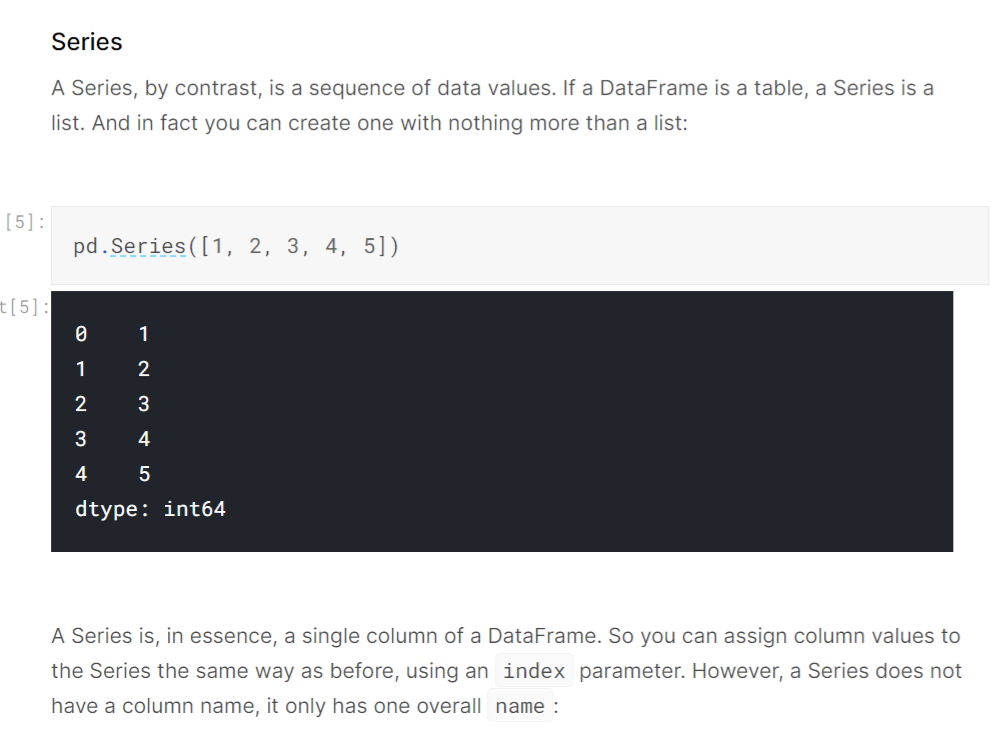 Series
A Series, by contrast, is a sequence of data values. If a DataFrame is a table, a Series is a
list. And in fact you can create one with nothing more than a list:
[5]:
pd.Series([1, 2, 3, 4, 5])
t[5]:
0    1
1    2
2    3
3    4
4    5
dtype: int64
A Series is, in essence, a single column of a DataFrame. So you can assign column values to
the Series the same way as before, using an index parameter. However, a Series does not
have a column name, it only has one overall name :